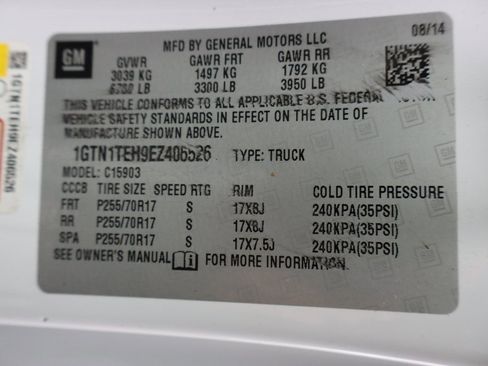 GM
MFD BY GENERAL MOTORS LLC
08/14
GVWR GAWR FRT GAWR RR
3039 KG 1497 KG 1792 KG
6700 LB 3300 LB 3950 LB
THIS VEHICLE CONFORMS TO ALL APPLICABLE U.S. FEDERAL MOTOR
VEHICLE SAFETY STANDARDS IN EFFECT ON THE DATE OF
MANUFACTURE SHOWN ABOVE.
1GTN1TEH9EZ406526 TYPE: TRUCK
MODEL: C15903
CCCB TIRE SIZE SPEED RTG RIM COLD TIRE PRESSURE
FRT P255/70R17 S 17X8J 240KPA(35PSI)
RR P255/70R17 S 17X8J 240KPA(35PSI)
SPA P255/70R17 S 17X7.5J 240KPA(35PSI)
SEE OWNER'S MANUAL FOR MORE INFORMATION.
1GTN1TEH9EZ406526